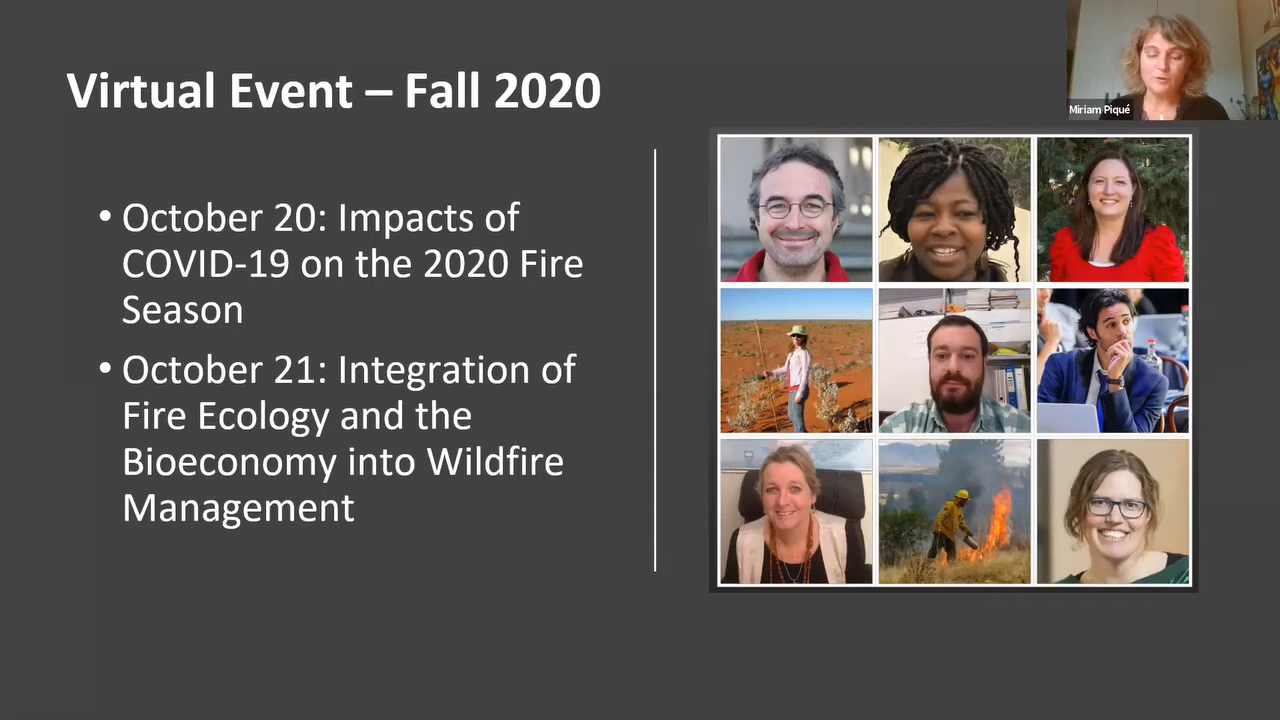 Virtual Event – Fall 2020
Miriam Piqué
• October 20: Impacts of
COVID-19 on the 2020 Fire
Season
• October 21: Integration of
Fire Ecology and the
Bioeconomy into Wildfire
Management